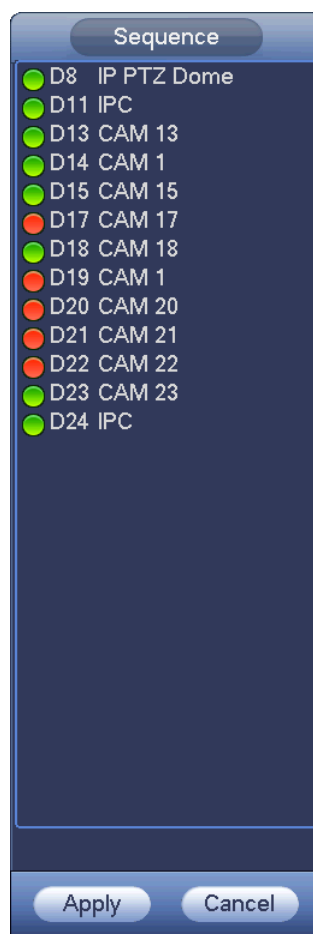 Sequence
D8 IP PTZ Dome
D11 IPC
D13 CAM 13
D14 CAM 1
D15 CAM 15
D17 CAM 17
D18 CAM 18
D19 CAM 1
D20 CAM 20
D21 CAM 21
D22 CAM 22
D23 CAM 23
D24 IPC
Apply Cancel